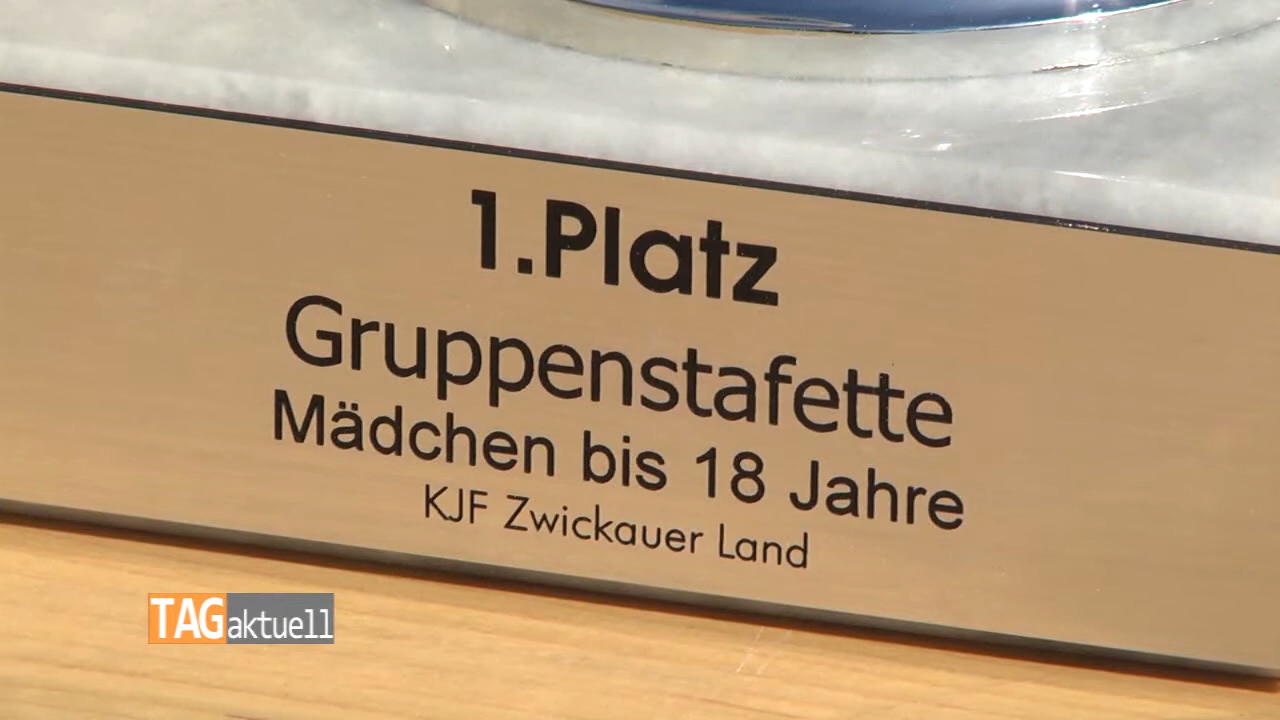 1.Platz
Gruppenstafette
Mädchen bis 18 Jahre
KJF Zwickauer Land
TAGaktuell